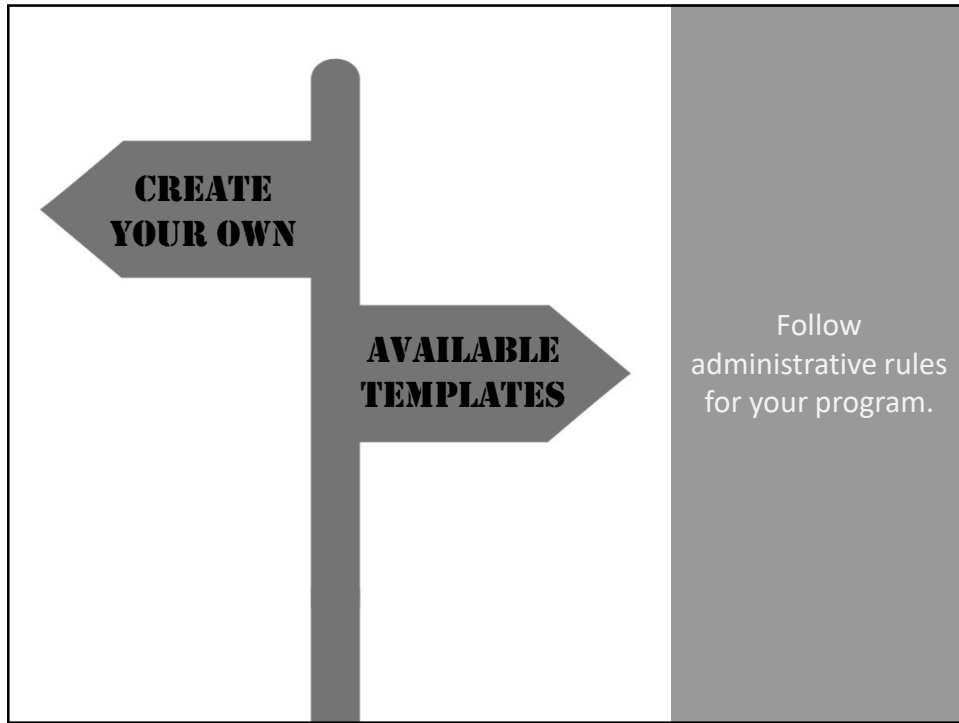 CREATE
YOUR OWN
AVAILABLE
TEMPLATES
Follow
administrative rules
for your program.